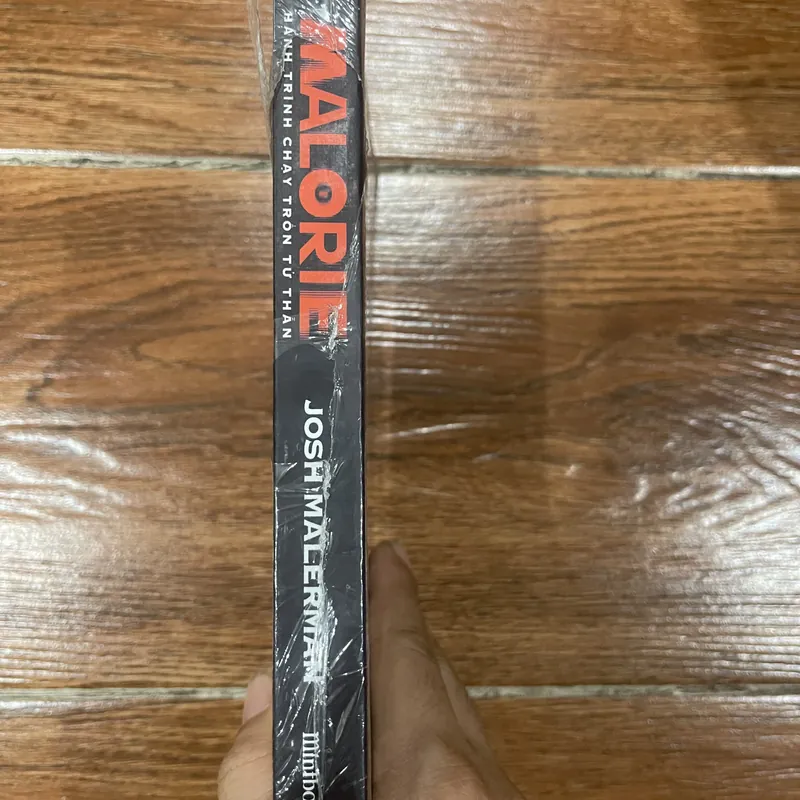 MALORIE
HÀNH TRÌNH CHẠY TRỐN TỬ THẦN
JOSH MALERMAN